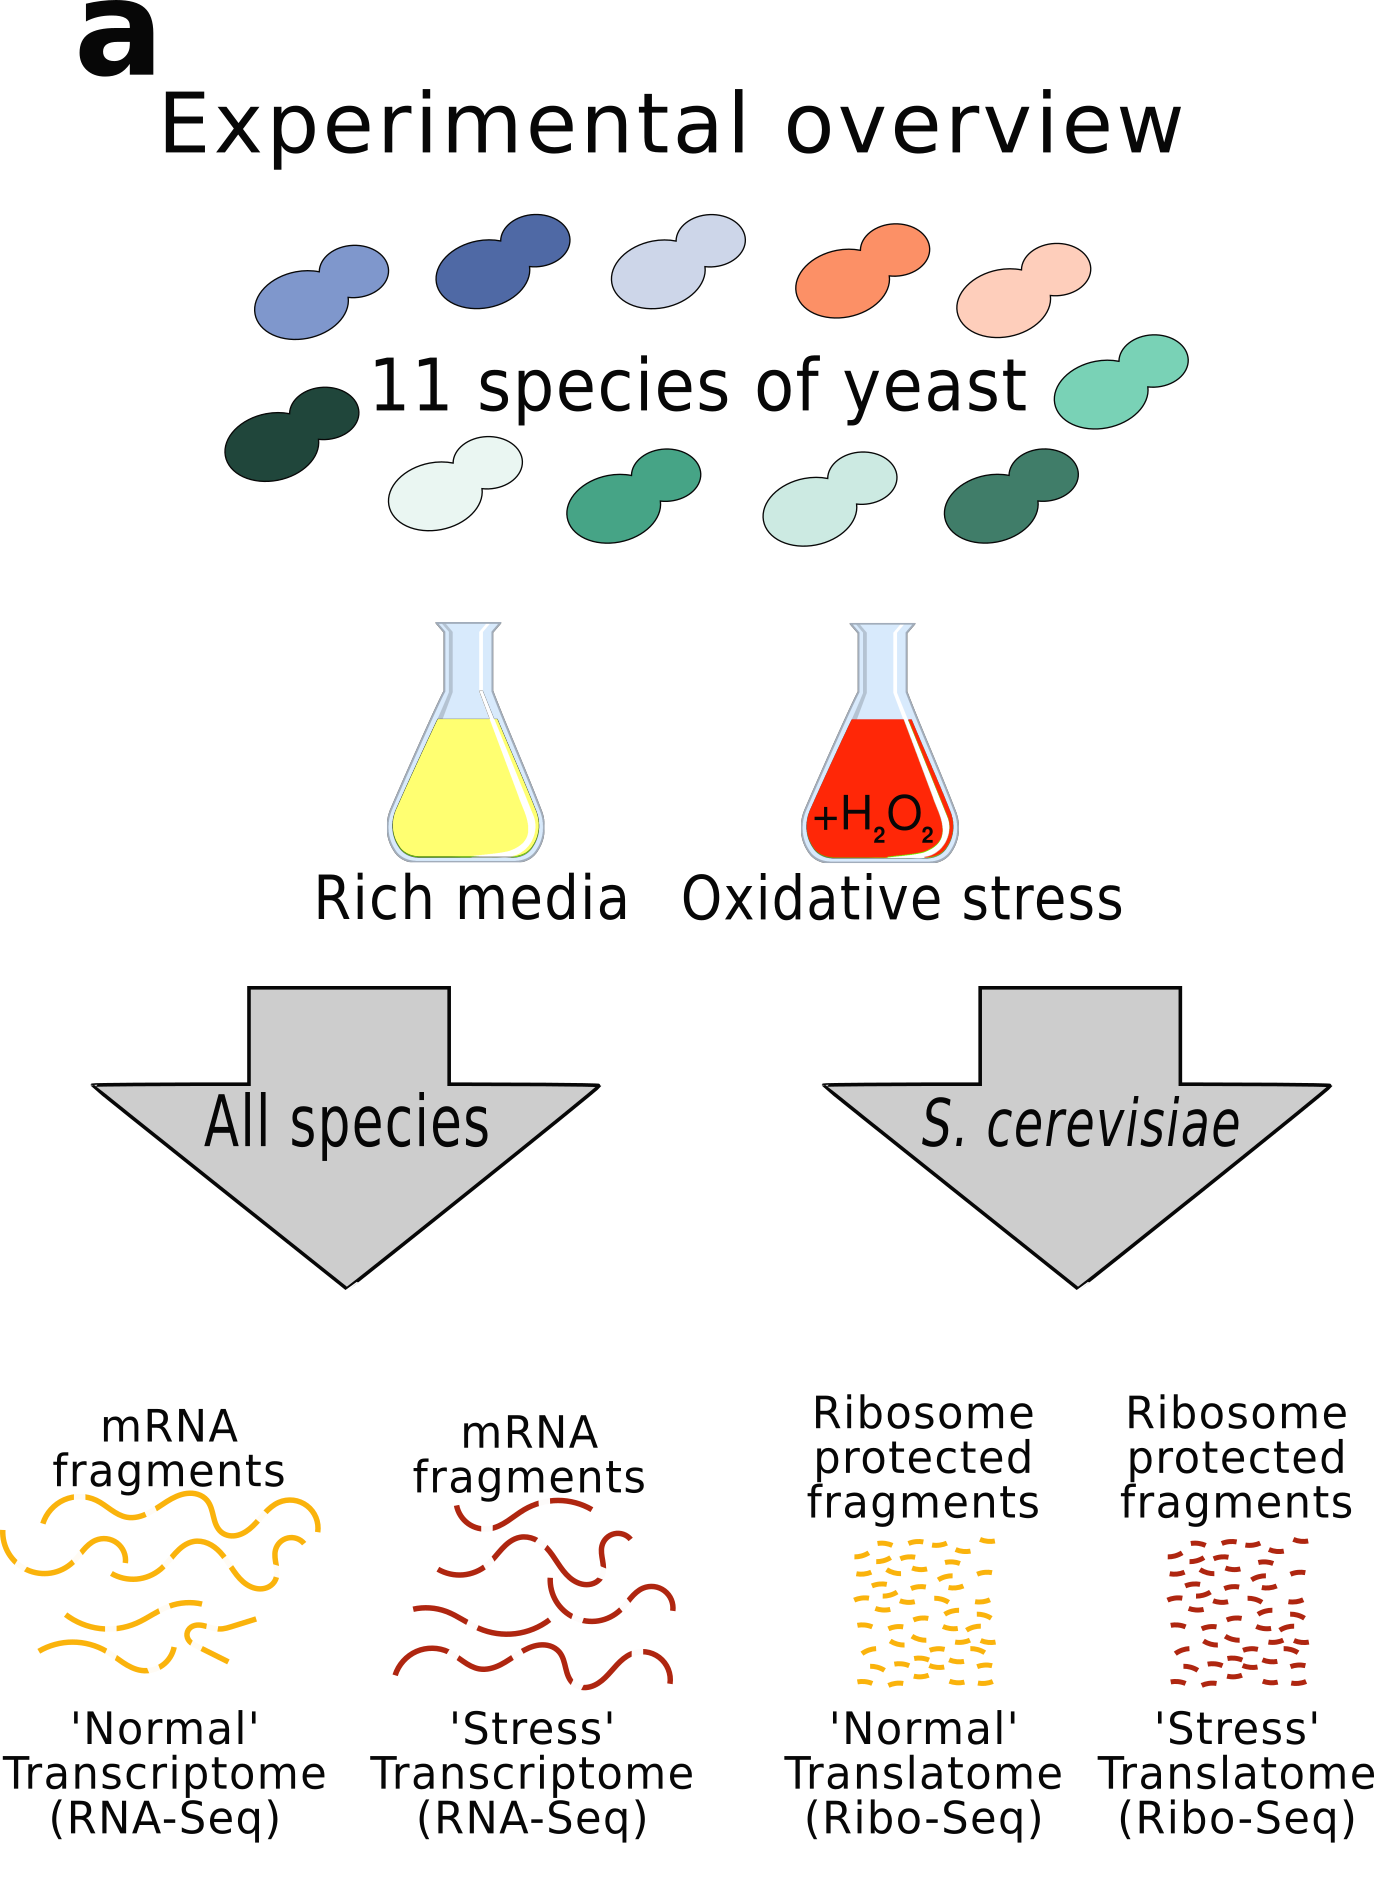 a
Experimental overview
11 species of yeast
+H₂O₂
Rich media
Oxidative stress
All species
S. cerevisiae
mRNA
fragments
mRNA
fragments
Ribosome
protected
fragments
Ribosome
protected
fragments
'Normal'
Transcriptome
(RNA-Seq)
'Stress'
Transcriptome
(RNA-Seq)
'Normal'
Translatome
(Ribo-Seq)
'Stress'
Translatome
(Ribo-Seq)